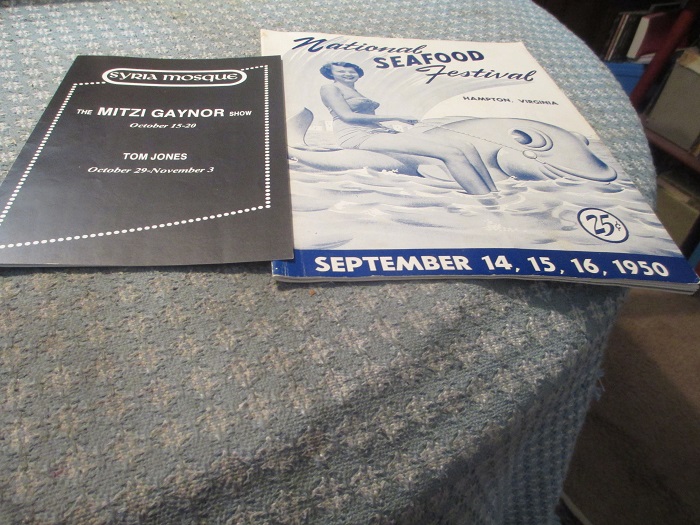 SYRIA MOSQUE
THE MITZI GAYNOR SHOW
October 15-20
TOM JONES
October 29-November 3
National
SEAFOOD
Festival
HAMPTON, VIRGINIA
25¢
SEPTEMBER 14, 15, 16, 1950